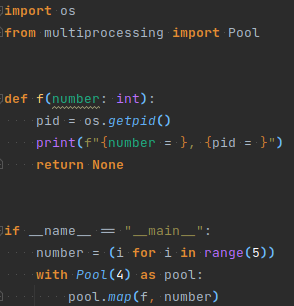 import os
from multiprocessing import Pool
def f(number: int):
    pid = os.getpid()
    print(f"{number = }, {pid = }")
    return None
if __name__ == "__main__":
    number = (i for i in range(5))
    with Pool(4) as pool:
        pool.map(f, number)